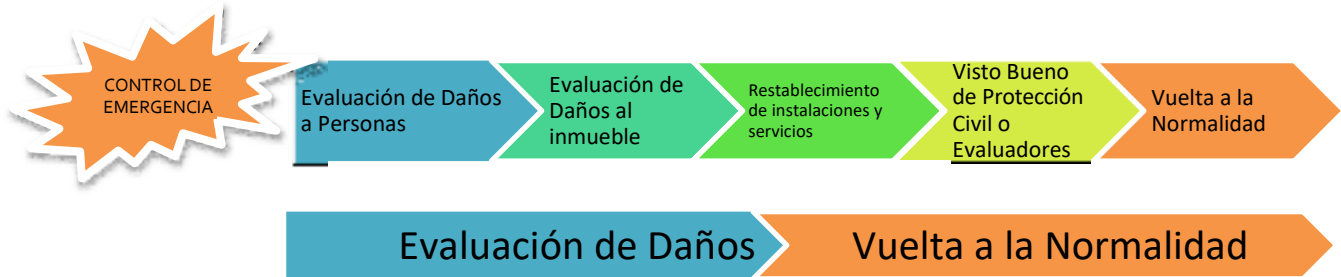 CONTROL DE
EMERGENCIA
Evaluación de Daños
a Personas
Evaluación de
Daños al
inmueble
Restablecimiento
de instalaciones y
servicios
Visto Bueno
de Protección
Civil o
Evaluadores
Vuelta a la
Normalidad
Evaluación de Daños
Vuelta a la Normalidad